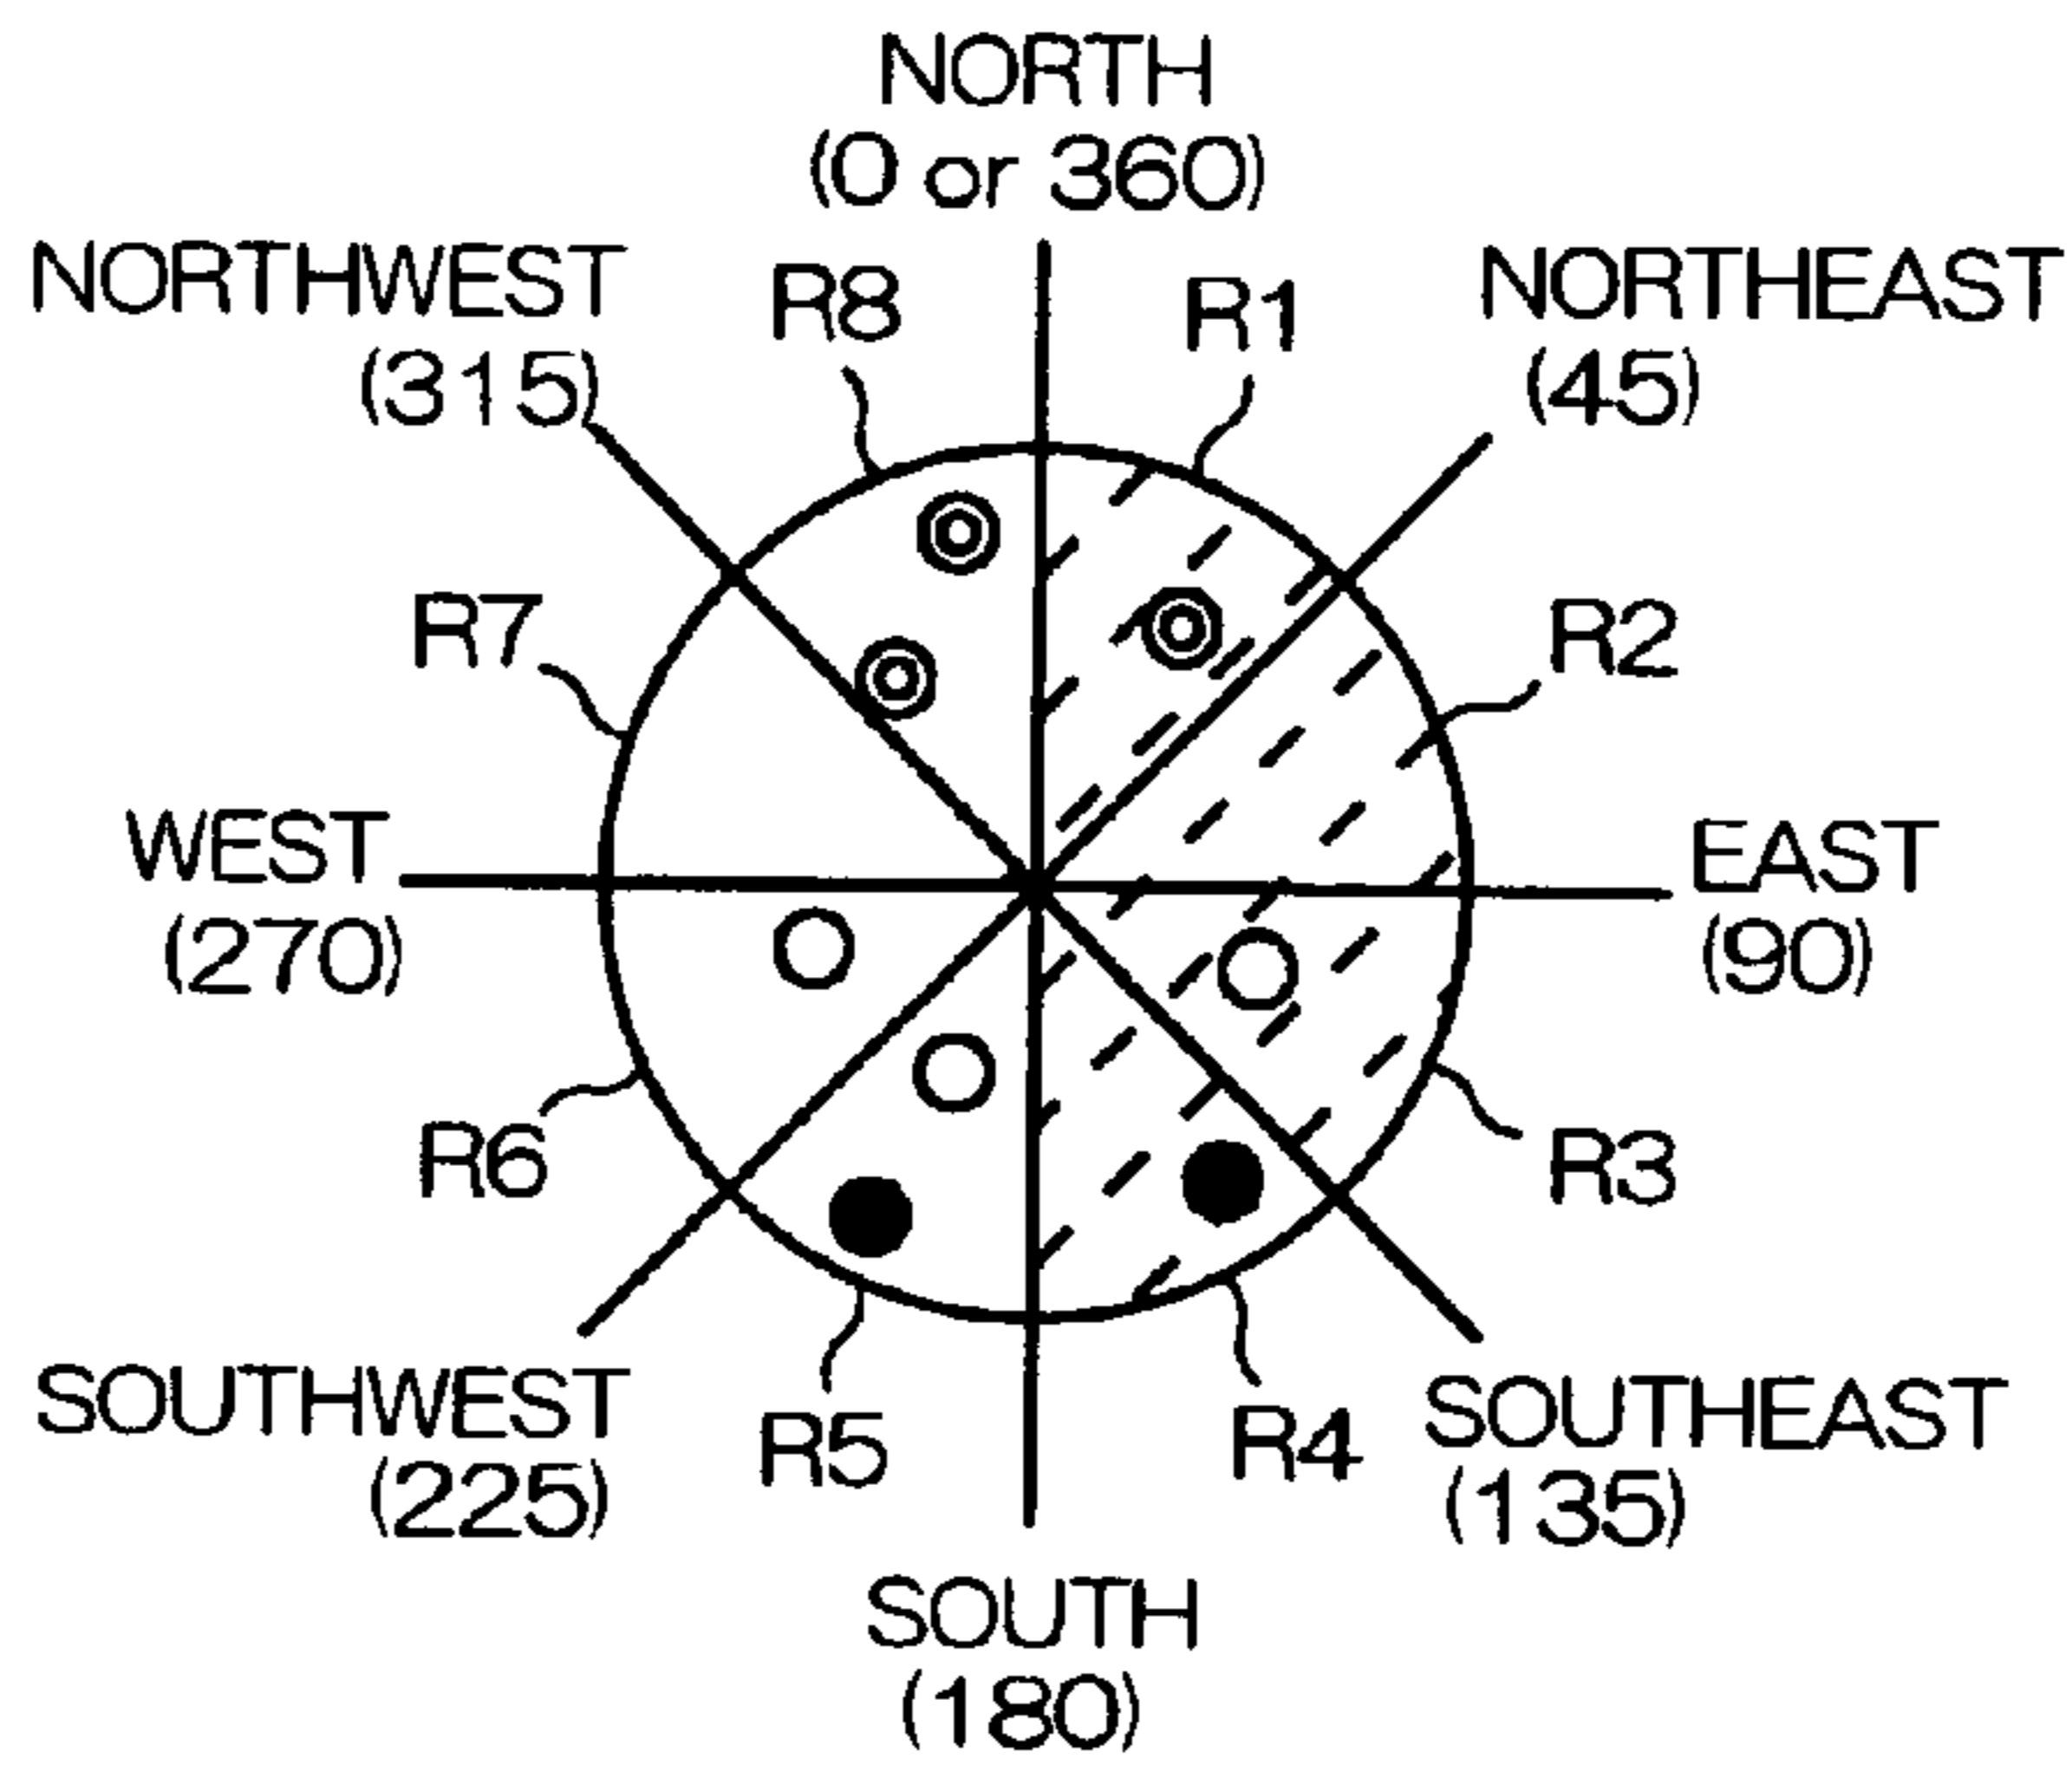 NORTH
(0 or 360)
NORTHWEST
(315)
R8
R1
NORTHEAST
(45)
R7
R2
WEST
(270)
EAST
(90)
R6
R3
SOUTHWEST
(225)
R5
R4
SOUTHEAST
(135)
SOUTH
(180)